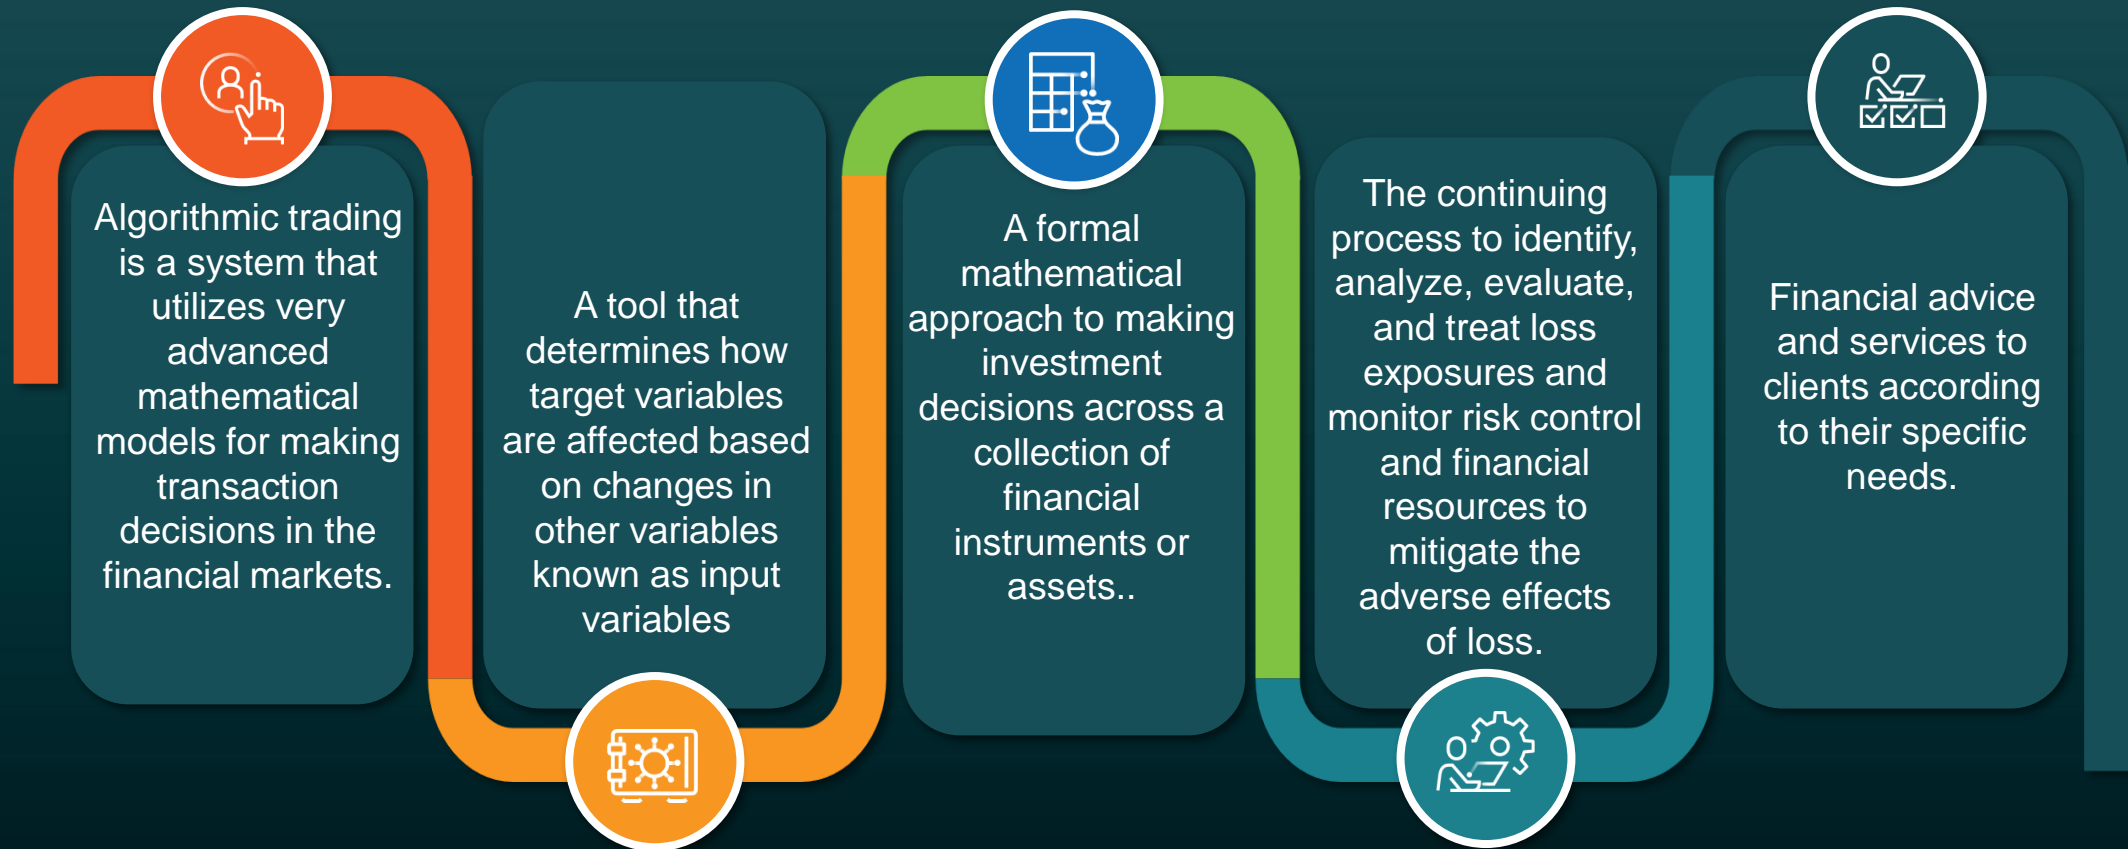 Algorithmic trading
is a system that
utilizes very
advanced
mathematical
models for making
transaction
decisions in the
financial markets.
A tool that
determines how
target variables
are affected based
on changes in
other variables
known as input
variables
A formal
mathematical
approach to making
investment
decisions across a
collection of
financial
instruments or
assets..
The continuing
process to identify,
analyze, evaluate,
and treat loss
exposures and
monitor risk control
and financial
resources to
mitigate the
adverse effects
of loss.
Financial advice
and services to
clients according
to their specific
needs.